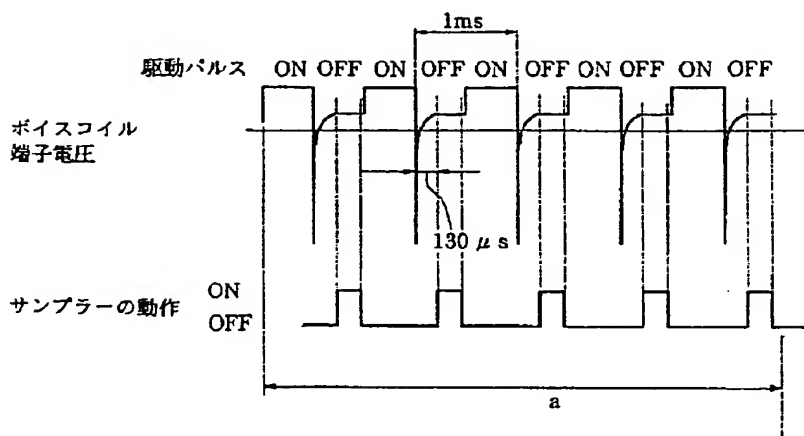 1ms
駆動パルス ON OFF ON OFF ON OFF ON OFF ON OFF
ボイスコイル
端子電圧
130 μs
サンプラーの動作 ON
OFF
a